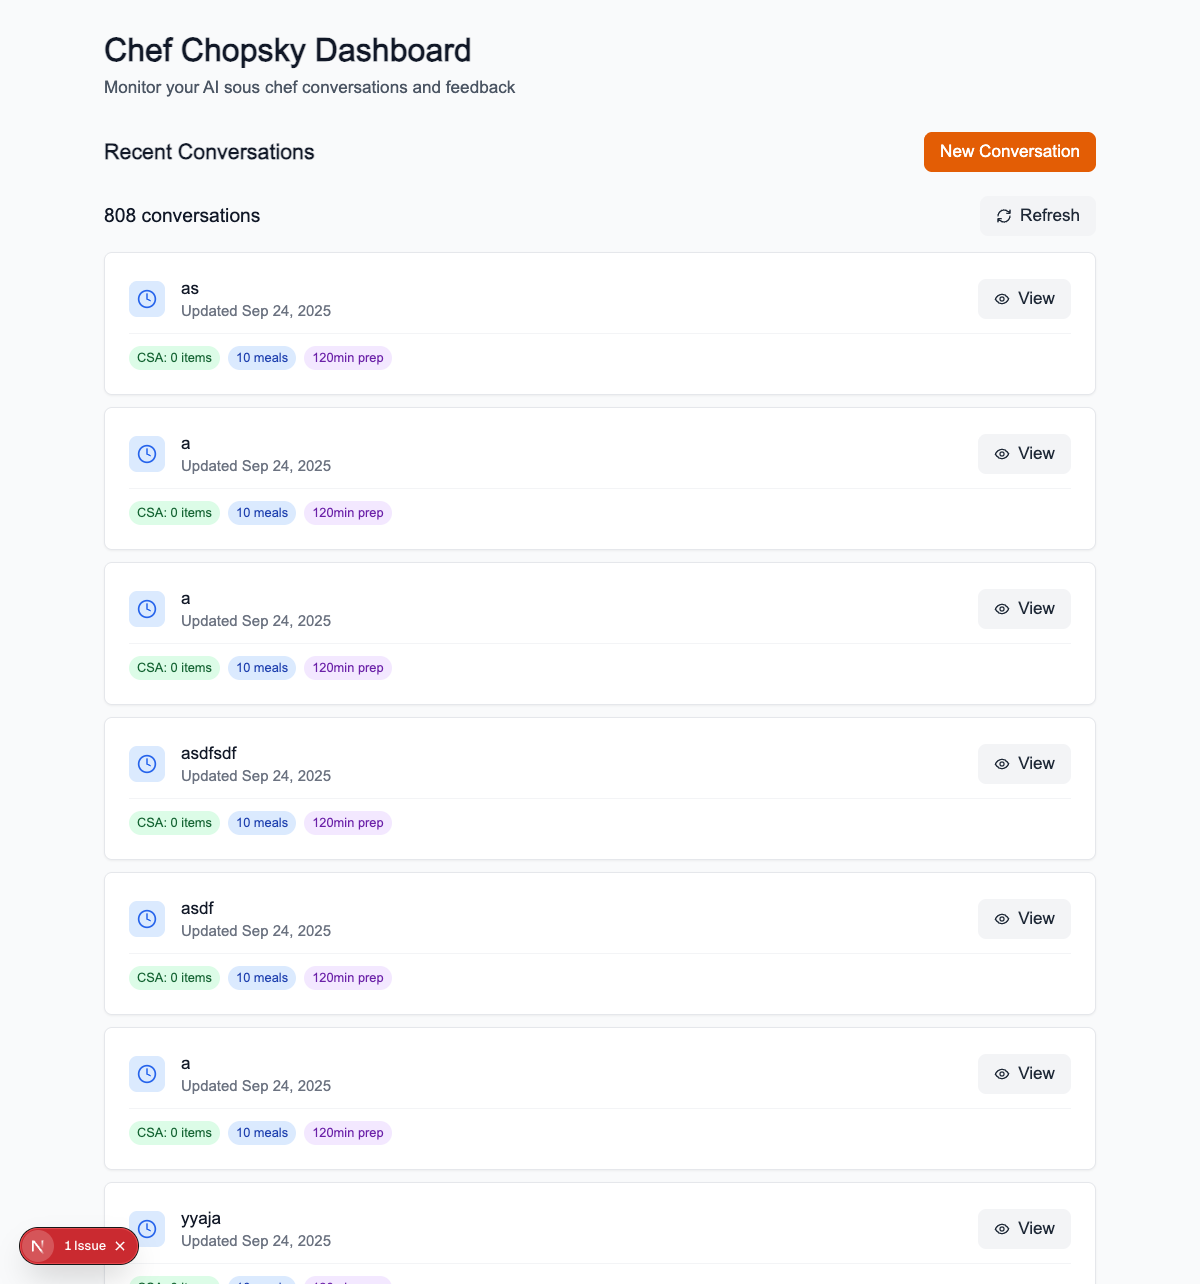 Chef Chopsky Dashboard
Monitor your AI sous chef conversations and feedback
Recent Conversations
New Conversation
808 conversations
Refresh
as
Updated Sep 24, 2025
View
CSA: 0 items 10 meals 120min prep
a
Updated Sep 24, 2025
View
CSA: 0 items 10 meals 120min prep
a
Updated Sep 24, 2025
View
CSA: 0 items 10 meals 120min prep
asdfsdf
Updated Sep 24, 2025
View
CSA: 0 items 10 meals 120min prep
asdf
Updated Sep 24, 2025
View
CSA: 0 items 10 meals 120min prep
a
Updated Sep 24, 2025
View
CSA: 0 items 10 meals 120min prep
yyaja
Updated Sep 24, 2025
View
N 1 Issue